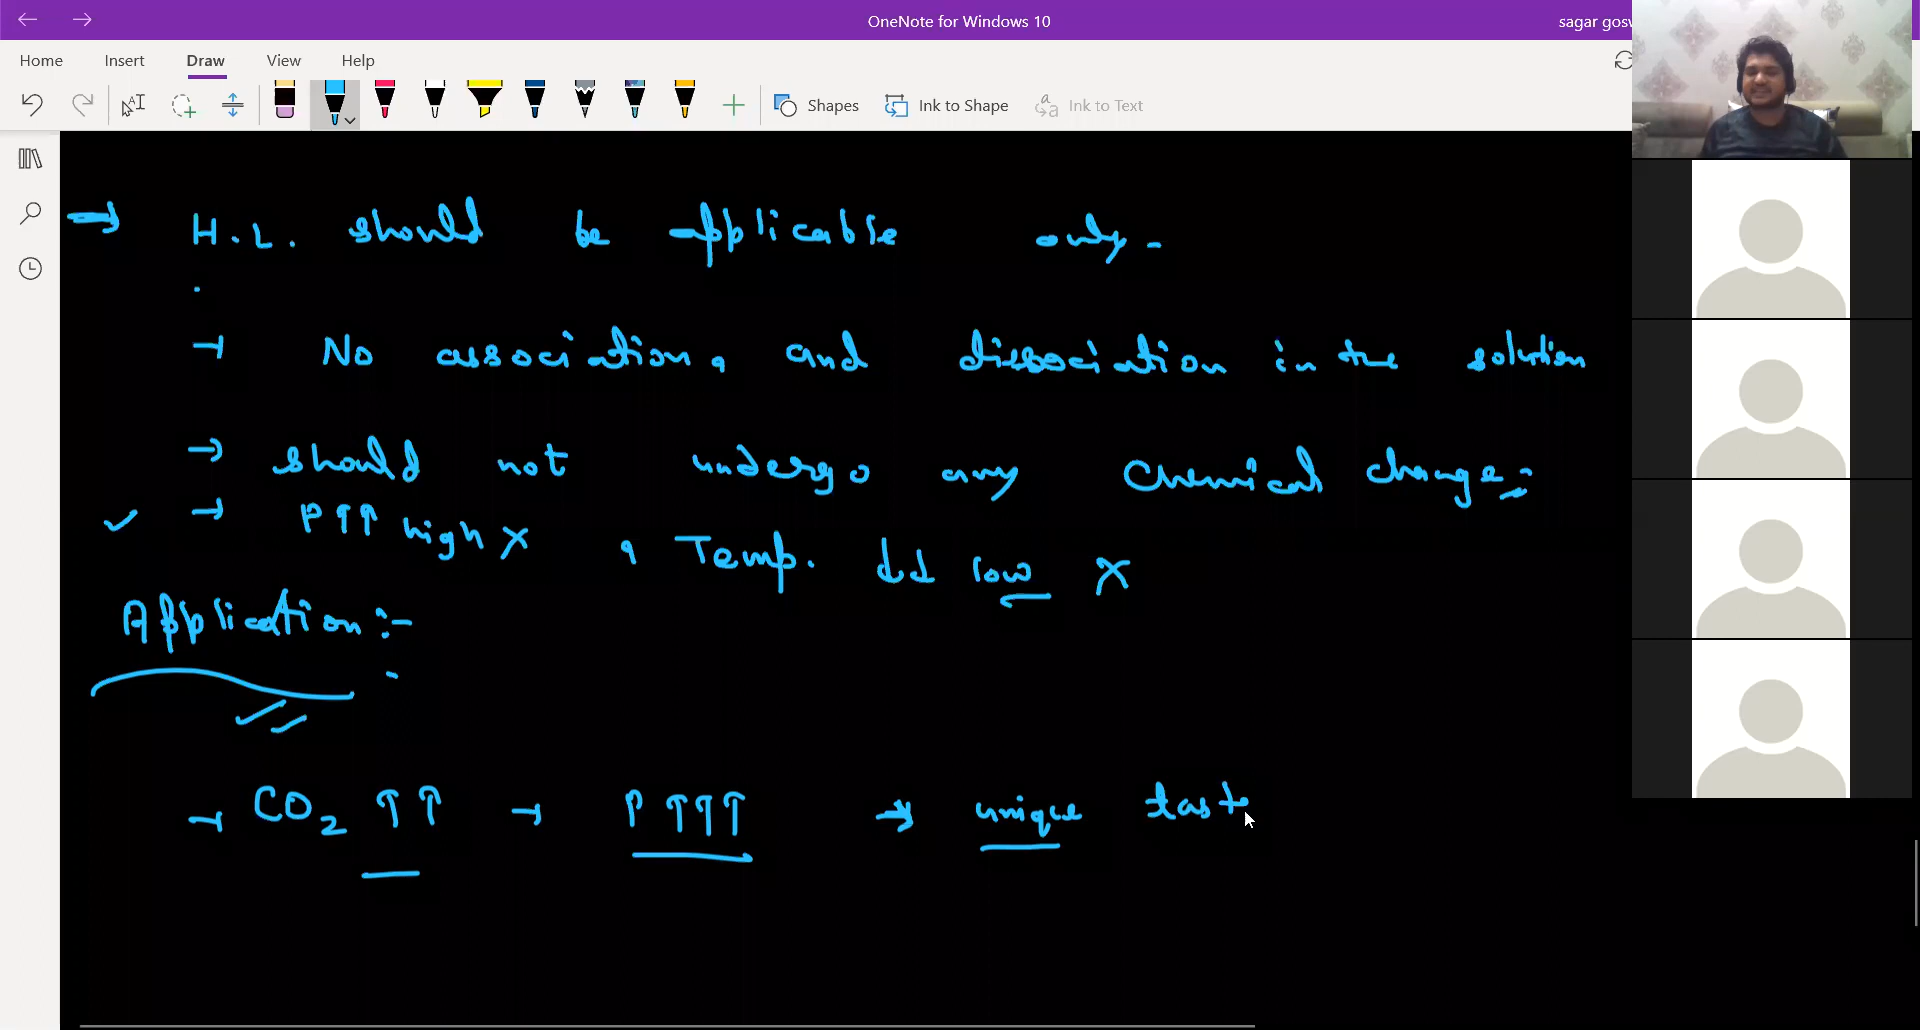 OneNote for Windows 10
sagar gosw
Home Insert Draw View Help
Shapes Ink to Shape Ink to Text
→ H.L. should be applicable only -
→ No association, and dissociation in the solution
→ should not undergo any Chemical change :-
→ P↑↑ high × , Temp. ↓↓ low ×
Application :-
→ CO₂ ↑↑ → P ↑↑↑ → unique taste